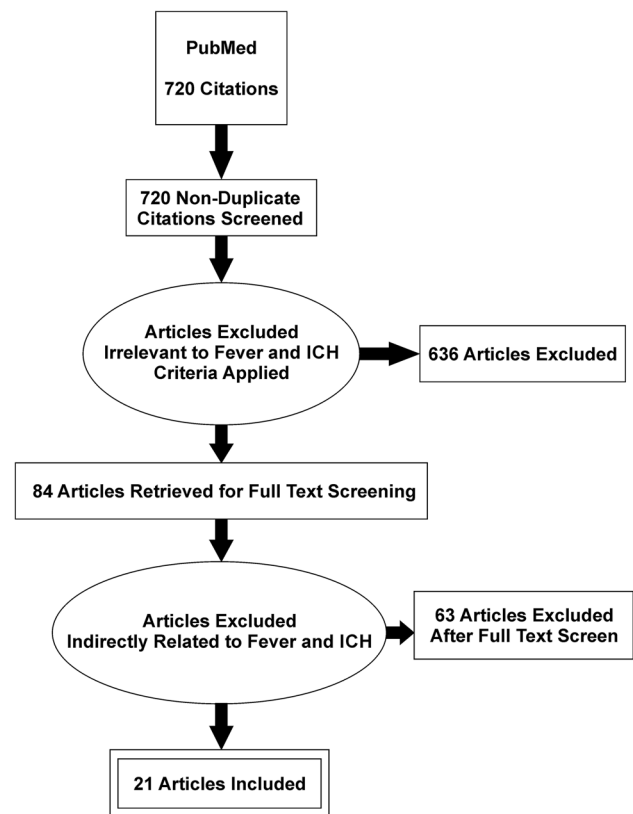 PubMed
720 Citations
720 Non-Duplicate
Citations Screened
Articles Excluded
Irrelevant to Fever and ICH
Criteria Applied
636 Articles Excluded
84 Articles Retrieved for Full Text Screening
Articles Excluded
Indirectly Related to Fever and ICH
63 Articles Excluded
After Full Text Screen
21 Articles Included